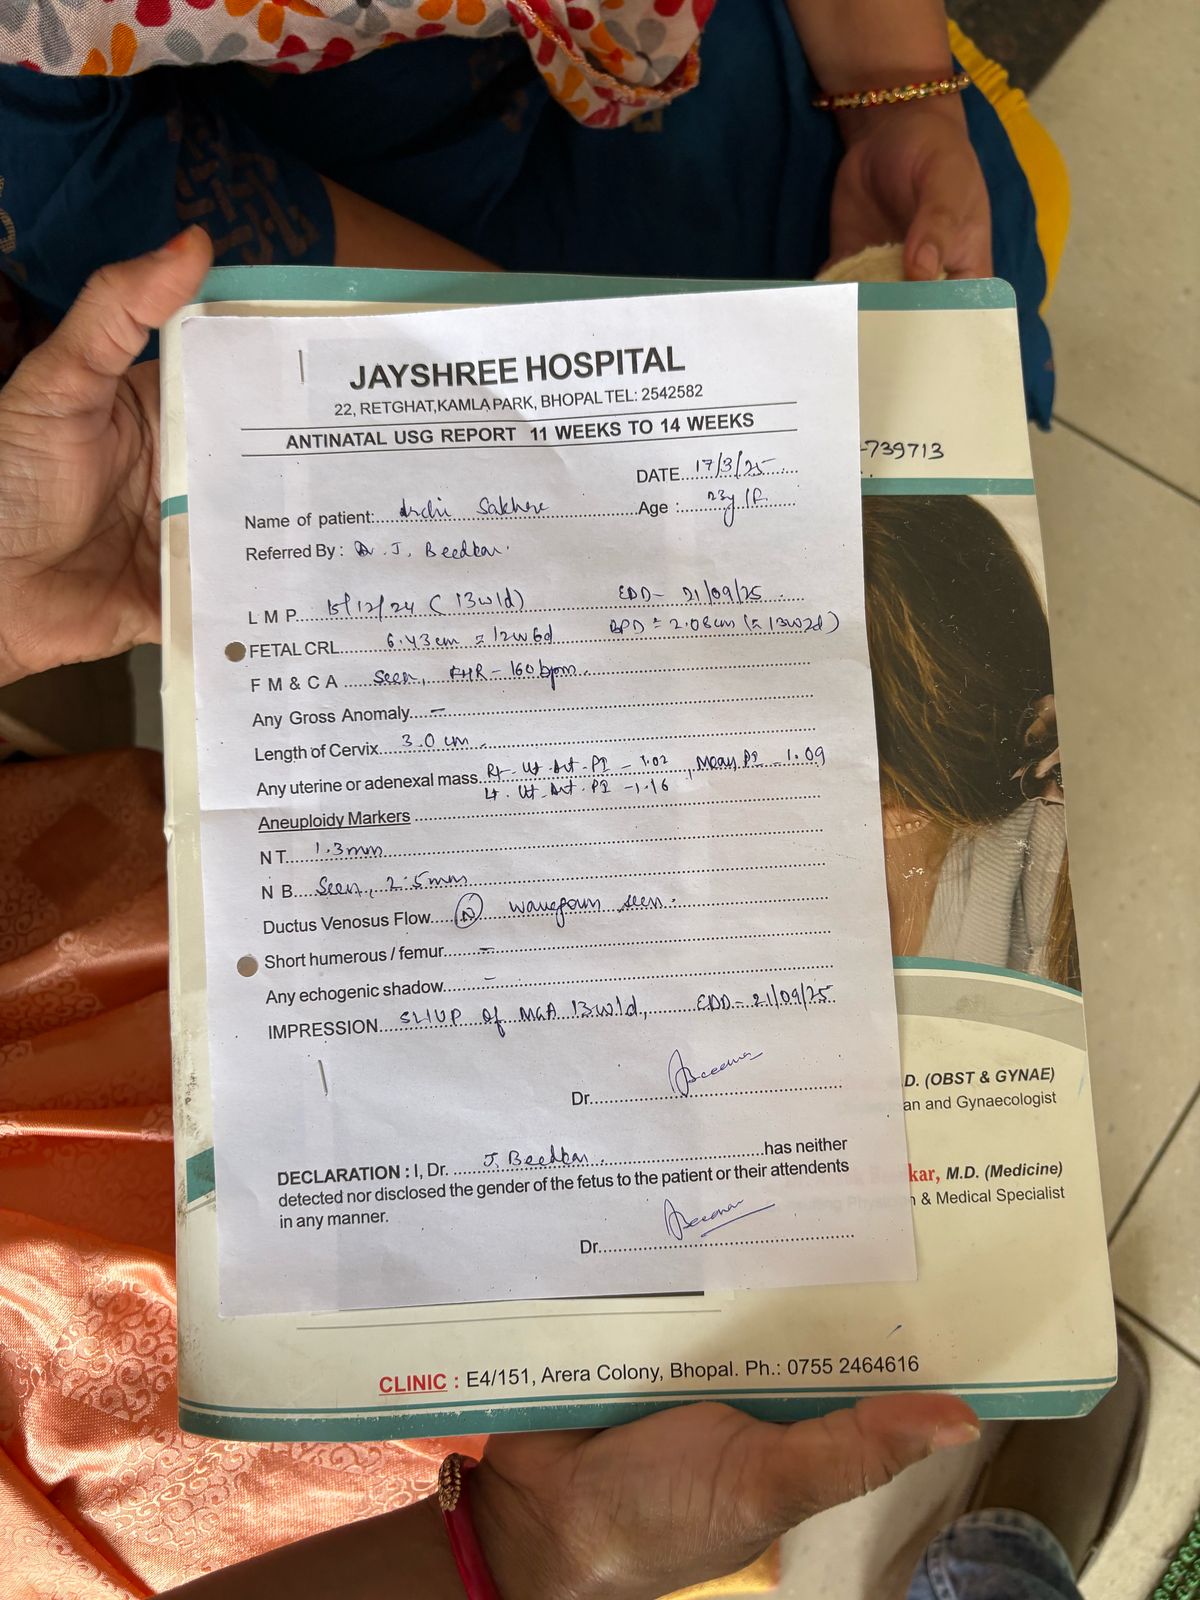 JAYSHREE HOSPITAL
22, RETGHAT,KAMLA PARK, BHOPAL TEL: 2542582
ANTINATAL USG REPORT 11 WEEKS TO 14 WEEKS
-739713
DATE 17/3/25
Name of patient: Archi Sakhere Age : 23y/F
Referred By : Dr. J. Beedkar.
L M P 15/12/24 (13w1d) EDD- 21/09/25
FETAL CRL 6.43cm = 12w6d BPD = 2.08cm (= 13w2d)
F M & C A Seen, FHR - 160 bpm.
Any Gross Anomaly -
Length of Cervix 3.0 cm.
Any uterine or adenexal mass Rt. Ut. Art. PI - 1.02, Mean PI - 1.09
Lt. Ut. Art. PI - 1.16
Aneuploidy Markers
N T 1.3mm
N B Seen, 2.5mm
Ductus Venosus Flow (N) waveform seen.
Short humerous / femur -
Any echogenic shadow -
IMPRESSION SLIUP of MGA 13w1d, EDD- 21/09/25
Dr. Beedkar
D. (OBST & GYNAE)
an and Gynaecologist
DECLARATION : I, Dr. J. Beedkar. has neither
detected nor disclosed the gender of the fetus to the patient or their attendents
in any manner.
Dr. Beedkar
kar, M.D. (Medicine)
n & Medical Specialist
CLINIC : E4/151, Arera Colony, Bhopal. Ph.: 0755 2464616